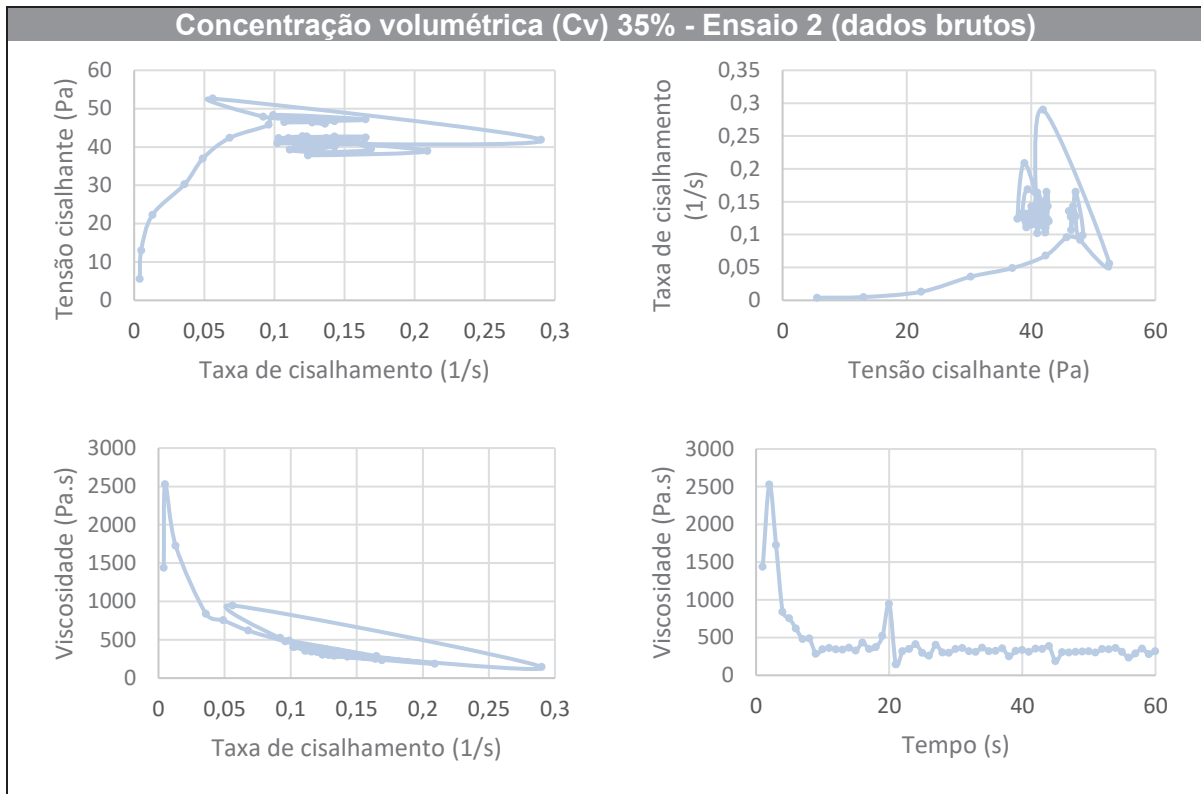 Concentração volumétrica (Cv) 35% - Ensaio 2 (dados brutos)
Tensão cisalhante (Pa)
60
50
40
30
20
10
0
0 0,05 0,1 0,15 0,2 0,25 0,3
Taxa de cisalhamento (1/s)
Taxa de cisalhamento
(1/s)
0,35
0,3
0,25
0,2
0,15
0,1
0,05
0
0 20 40 60
Tensão cisalhante (Pa)
Viscosidade (Pa.s)
3000
2500
2000
1500
1000
500
0
0 0,05 0,1 0,15 0,2 0,25 0,3
Taxa de cisalhamento (1/s)
Viscosidade (Pa.s)
3000
2500
2000
1500
1000
500
0
0 20 40 60
Tempo (s)